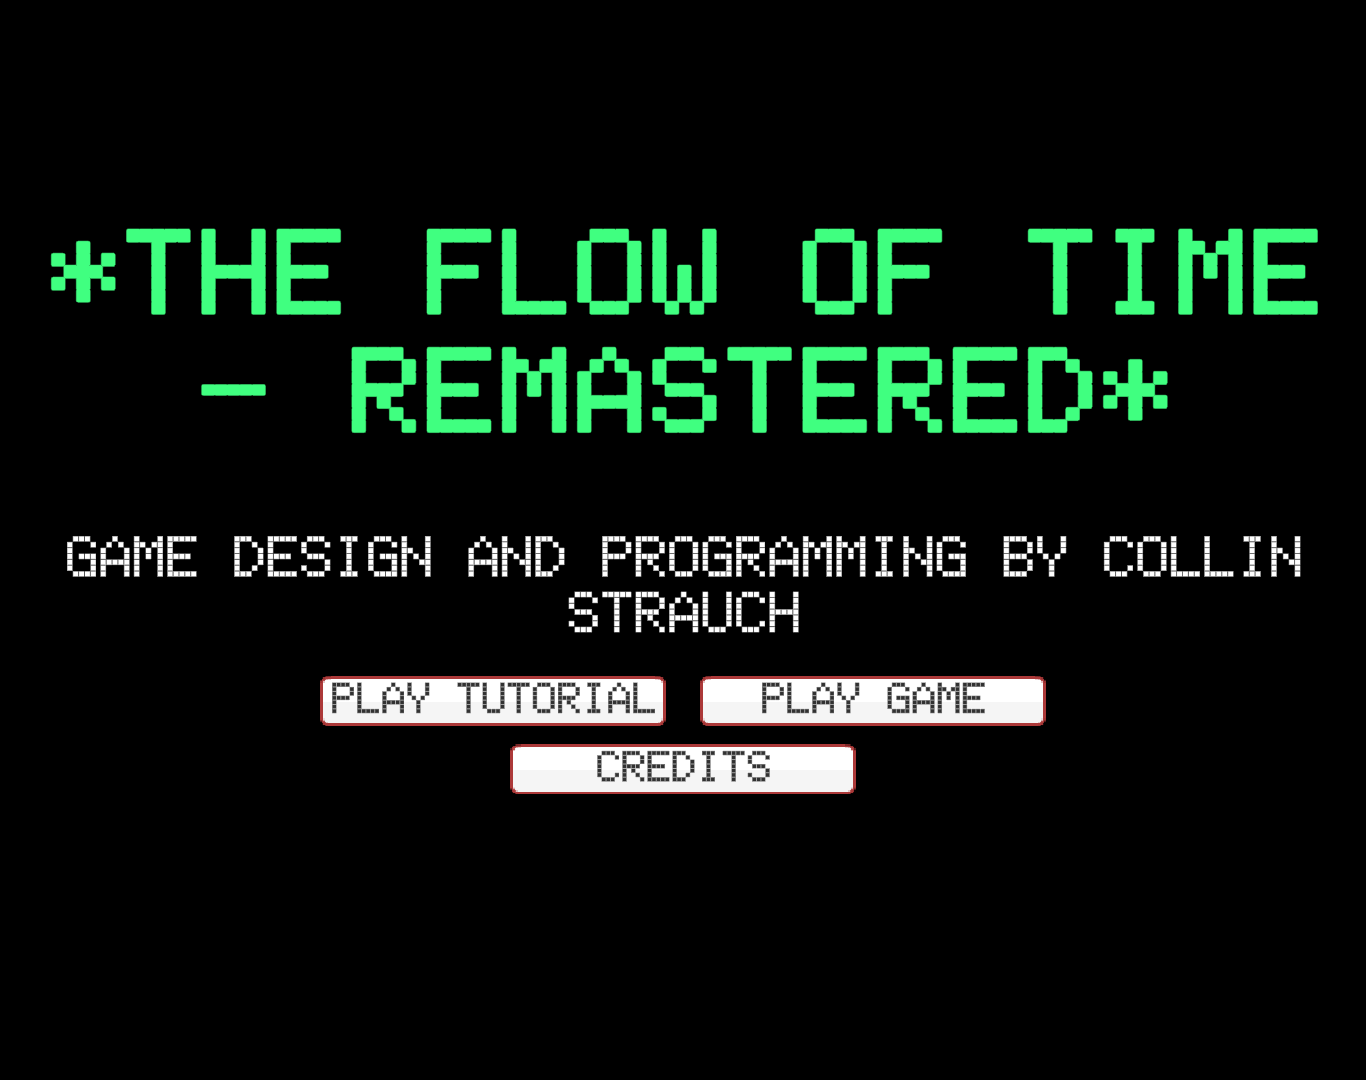 *THE FLOW OF TIME
- REMASTERED*
GAME DESIGN AND PROGRAMMING BY COLLIN
STRAUCH
PLAY TUTORIAL
PLAY GAME
CREDITS